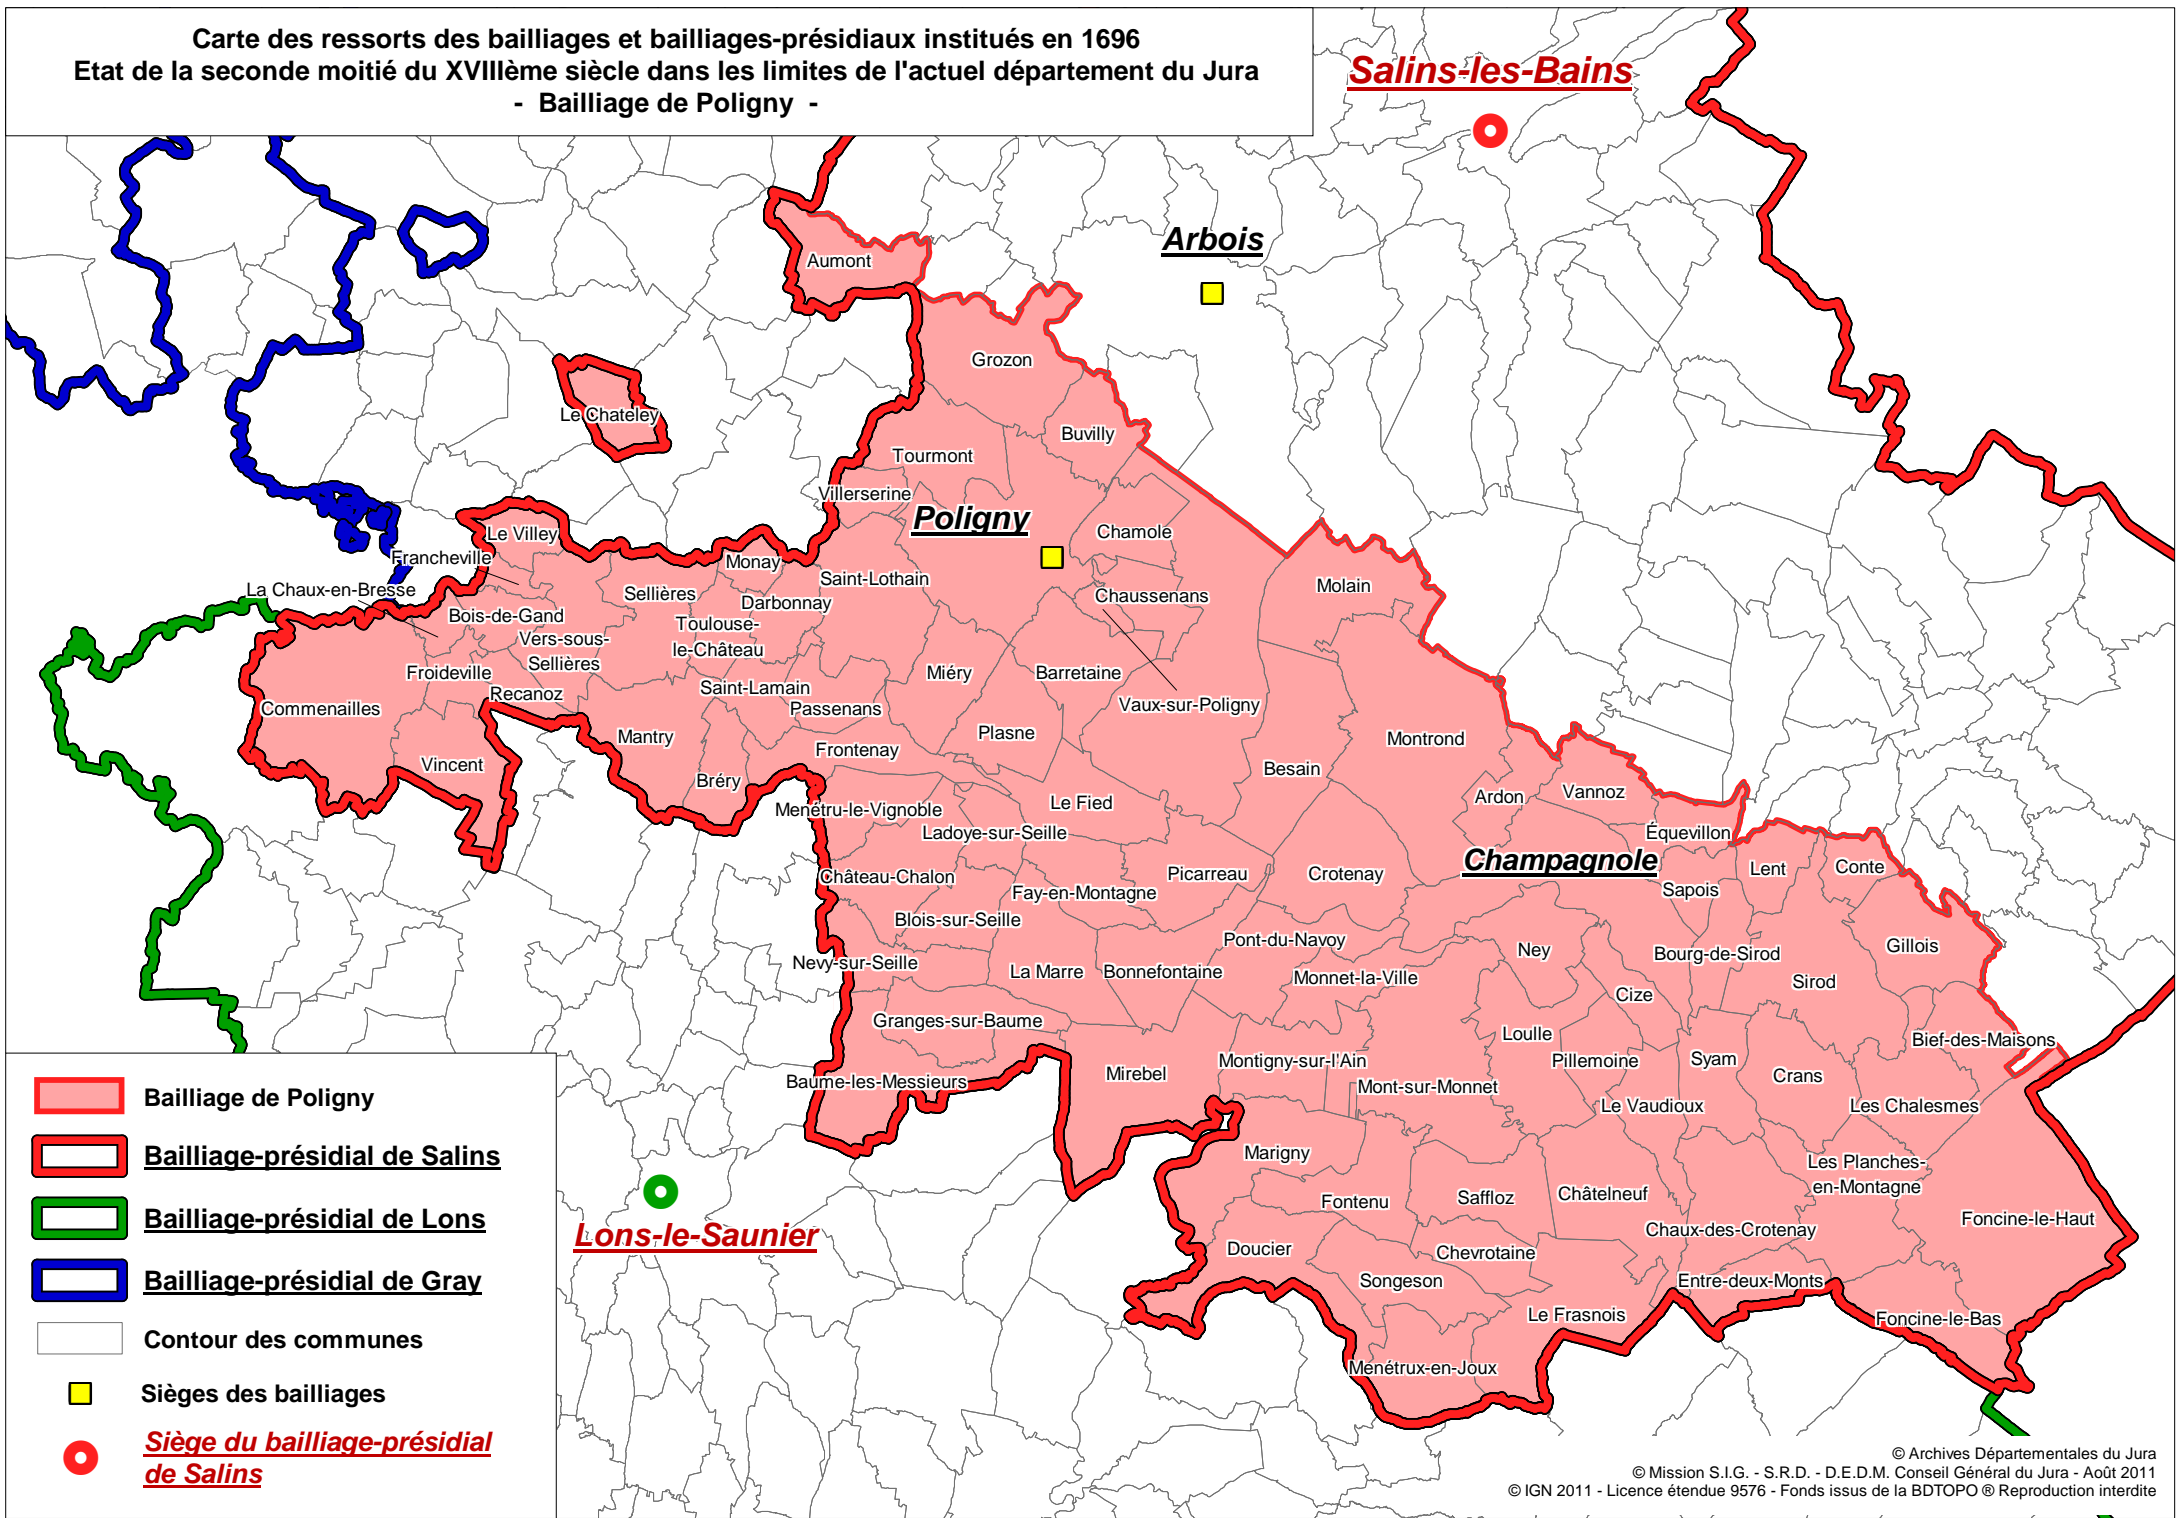 Carte des ressorts des bailliages et bailliages-présidiaux institués en 1696
Etat de la seconde moitié du XVIIIème siècle dans les limites de l'actuel département du Jura
- Bailliage de Poligny -
Salins-les-Bains
Arbois
Aumont
Grozon
Le Chateley
Buvilly
Tourmont
Villerserine
Poligny
Chamole
Le Villey
Francheville
Monay
Saint-Lothain
Molain
La Chaux-en-Bresse
Sellières
Darbonnay
Chaussenans
Bois-de-Gand
Toulouse-
le-Château
Vers-sous-
Sellières
Froideville
Miéry
Barretaine
Recanoz
Saint-Lamain
Passenans
Vaux-sur-Poligny
Commenailles
Mantry
Plasne
Montrond
Frontenay
Vincent
Bréry
Besain
Ardon
Vannoz
Menétru-le-Vignoble
Le Fied
Ladoye-sur-Seille
Équevillon
Champagnole
Château-Chalon
Picarreau
Crotenay
Lent
Conte
Fay-en-Montagne
Sapois
Blois-sur-Seille
Pont-du-Navoy
Ney
Gillois
Bourg-de-Sirod
Nevy-sur-Seille
La Marre
Bonnefontaine
Monnet-la-Ville
Sirod
Cize
Granges-sur-Baume
Loulle
Bief-des-Maisons
Montigny-sur-l'Ain
Pillemoine
Syam
Baume-les-Messieurs
Mirebel
Mont-sur-Monnet
Crans
Le Vaudioux
Les Chalesmes
Marigny
Les Planches-
en-Montagne
Fontenu
Saffloz
Châtelneuf
Foncine-le-Haut
Chaux-des-Crotenay
Doucier
Chevrotaine
Songeson
Entre-deux-Monts
Le Frasnois
Foncine-le-Bas
Menétrux-en-Joux
Lons-le-Saunier
Bailliage de Poligny
Bailliage-présidial de Salins
Bailliage-présidial de Lons
Bailliage-présidial de Gray
Contour des communes
Sièges des bailliages
Siège du bailliage-présidial
de Salins
© Archives Départementales du Jura
© Mission S.I.G. - S.R.D. - D.E.D.M. Conseil Général du Jura - Août 2011
© IGN 2011 - Licence étendue 9576 - Fonds issus de la BDTOPO ® Reproduction interdite